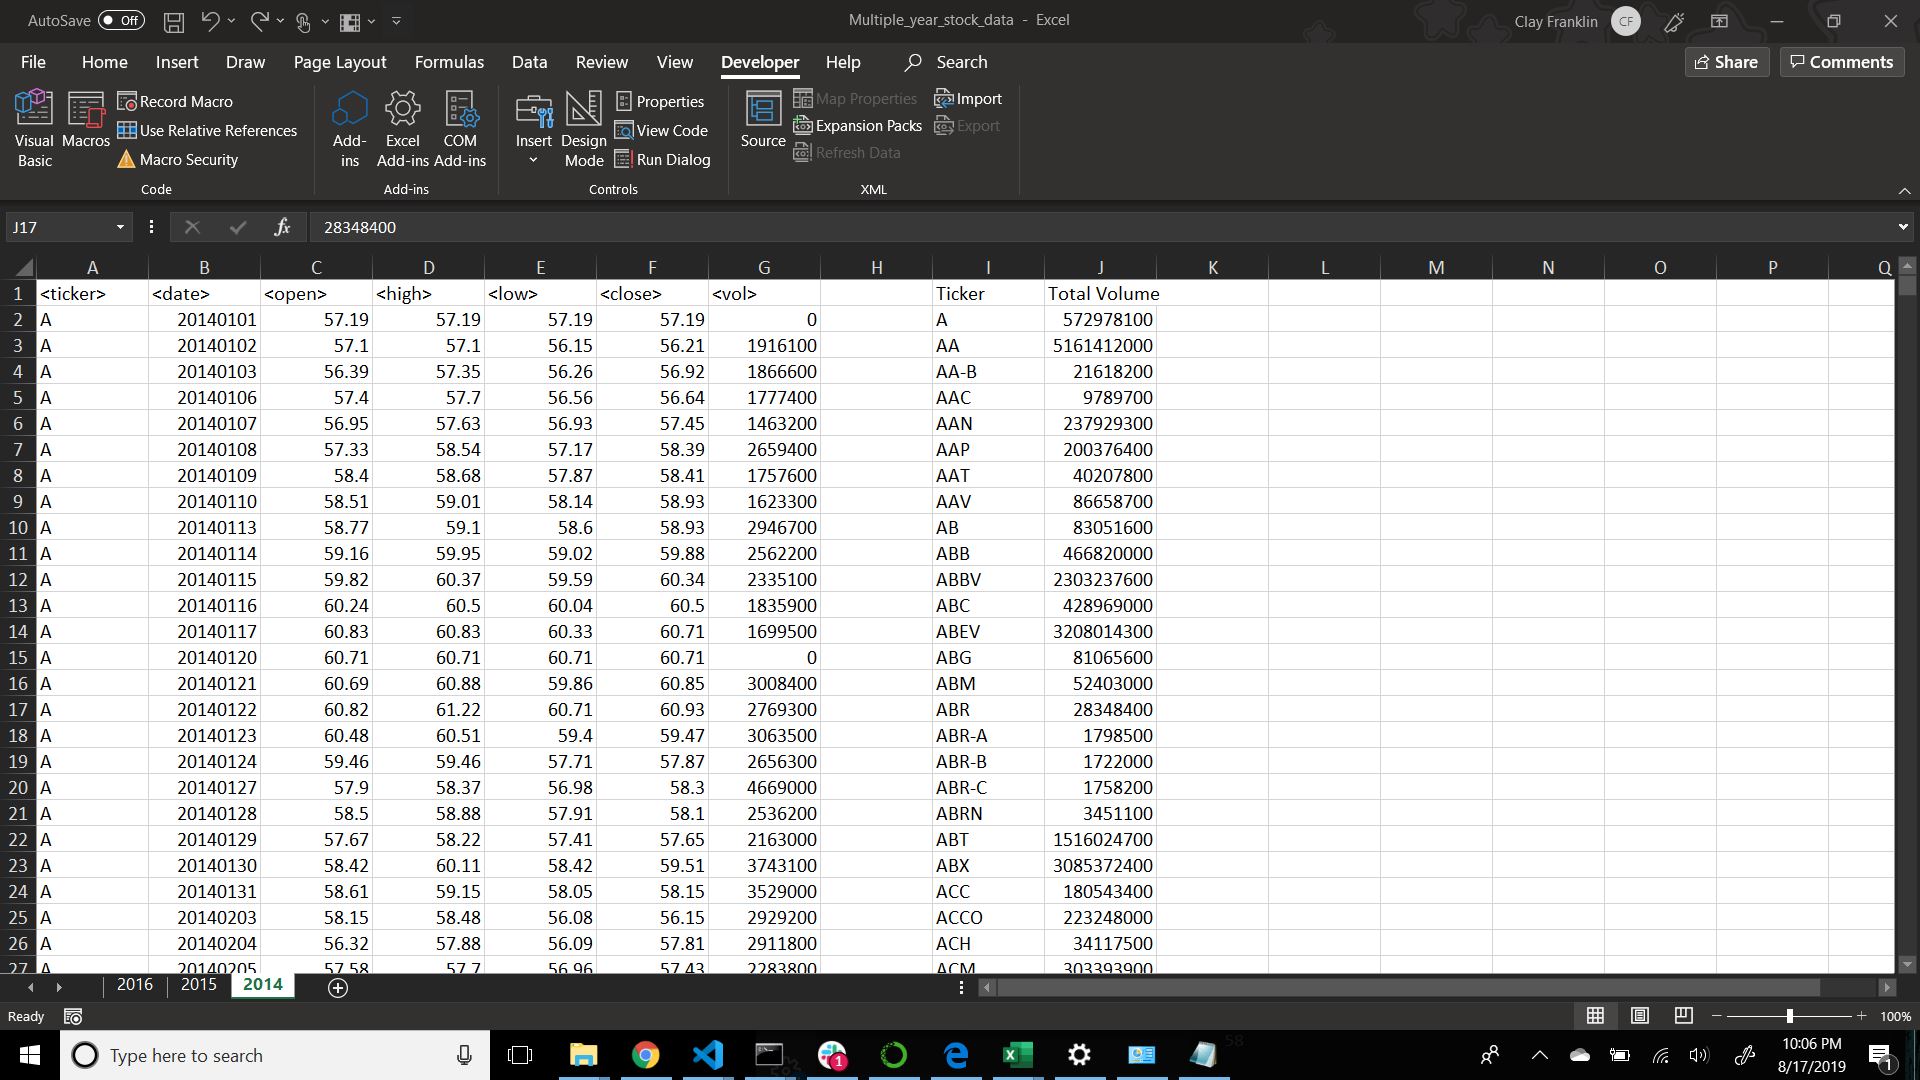 AutoSave Off Multiple_year_stock_data - Excel Clay Franklin CF
File Home Insert Draw Page Layout Formulas Data Review View Developer Help Search Share Comments
Visual Basic
Macros
Record Macro
Use Relative References
Macro Security
Code
Add-ins
Excel Add-ins
COM Add-ins
Add-ins
Insert
Design Mode
Properties
View Code
Run Dialog
Controls
Source
Map Properties
Expansion Packs
Refresh Data
Import
Export
XML
J17 fx 28348400
A B C D E F G H I J K L M N O P Q
1 <ticker> <date> <open> <high> <low> <close> <vol> Ticker Total Volume
2 A 20140101 57.19 57.19 57.19 57.19 0 A 572978100
3 A 20140102 57.1 57.1 56.15 56.21 1916100 AA 5161412000
4 A 20140103 56.39 57.35 56.26 56.92 1866600 AA-B 21618200
5 A 20140106 57.4 57.7 56.56 56.64 1777400 AAC 9789700
6 A 20140107 56.95 57.63 56.93 57.45 1463200 AAN 237929300
7 A 20140108 57.33 58.54 57.17 58.39 2659400 AAP 200376400
8 A 20140109 58.4 58.68 57.87 58.41 1757600 AAT 40207800
9 A 20140110 58.51 59.01 58.14 58.93 1623300 AAV 86658700
10 A 20140113 58.77 59.1 58.6 58.93 2946700 AB 83051600
11 A 20140114 59.16 59.95 59.02 59.88 2562200 ABB 466820000
12 A 20140115 59.82 60.37 59.59 60.34 2335100 ABBV 2303237600
13 A 20140116 60.24 60.5 60.04 60.5 1835900 ABC 428969000
14 A 20140117 60.83 60.83 60.33 60.71 1699500 ABEV 3208014300
15 A 20140120 60.71 60.71 60.71 60.71 0 ABG 81065600
16 A 20140121 60.69 60.88 59.86 60.85 3008400 ABM 52403000
17 A 20140122 60.82 61.22 60.71 60.93 2769300 ABR 28348400
18 A 20140123 60.48 60.51 59.4 59.47 3063500 ABR-A 1798500
19 A 20140124 59.46 59.46 57.71 57.87 2656300 ABR-B 1722000
20 A 20140127 57.9 58.37 56.98 58.3 4669000 ABR-C 1758200
21 A 20140128 58.5 58.88 57.91 58.1 2536200 ABRN 3451100
22 A 20140129 57.67 58.22 57.41 57.65 2163000 ABT 1516024700
23 A 20140130 58.42 60.11 58.42 59.51 3743100 ABX 3085372400
24 A 20140131 58.61 59.15 58.05 58.15 3529000 ACC 180543400
25 A 20140203 58.15 58.48 56.08 56.15 2929200 ACCO 223248000
26 A 20140204 56.32 57.88 56.09 57.81 2911800 ACH 34117500
27 A 20140205 57.58 57.7 56.96 57.43 2283800 ACM 303393900
2016 2015 2014
Ready 100%
Type here to search 1 58 10:06 PM
8/17/2019 1